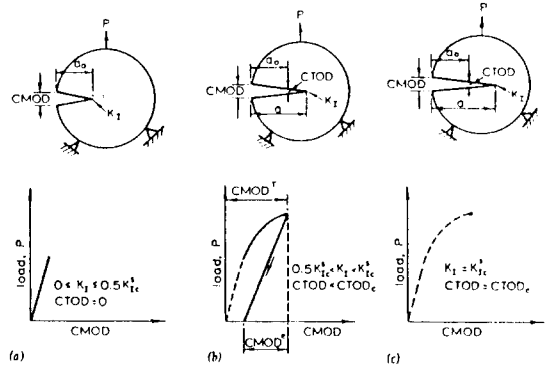 P
a₀
CMOD
K_I
P
a₀
CTOD
CMOD
K_I
a
P
a₀
CTOD
CMOD
K_I
a
load, P
0 ≤ K_I ≤ 0.5K^s_Ic
CTOD = 0
CMOD
(a)
CMOD^T
load, P
0.5K^s_Ic < K_I < K^s_Ic
CTOD < CTOD_c
CMOD
CMOD^e
(b)
load, P
K_I = K^s_Ic
CTOD = CTOD_c
CMOD
(c)